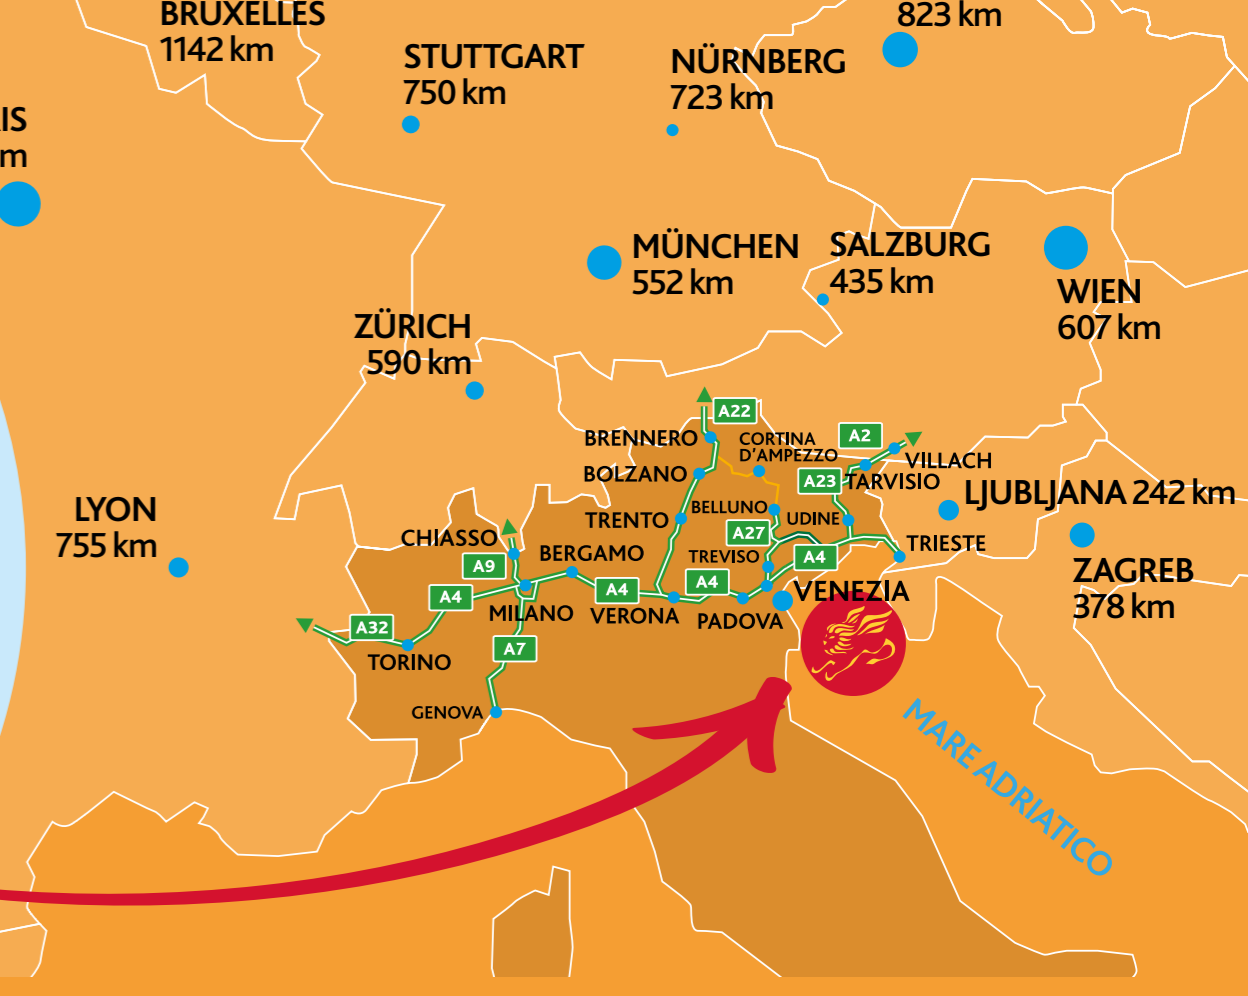 BRUXELLES
1142 km
823 km
STUTTGART
750 km
NÜRNBERG
723 km
IS
m
MÜNCHEN
552 km
SALZBURG
435 km
WIEN
607 km
ZÜRICH
590 km
A22
BRENNERO
CORTINA
D'AMPEZZO
A2
VILLACH
BOLZANO
A23
TARVISIO
LJUBLJANA 242 km
LYON
755 km
BELLUNO
TRENTO
UDINE
CHIASSO
A27
TRIESTE
BERGAMO
TREVISO
A4
A9
ZAGREB
378 km
A4
A4
A4
VENEZIA
MILANO
VERONA
PADOVA
A32
TORINO
A7
GENOVA
MARE ADRIATICO